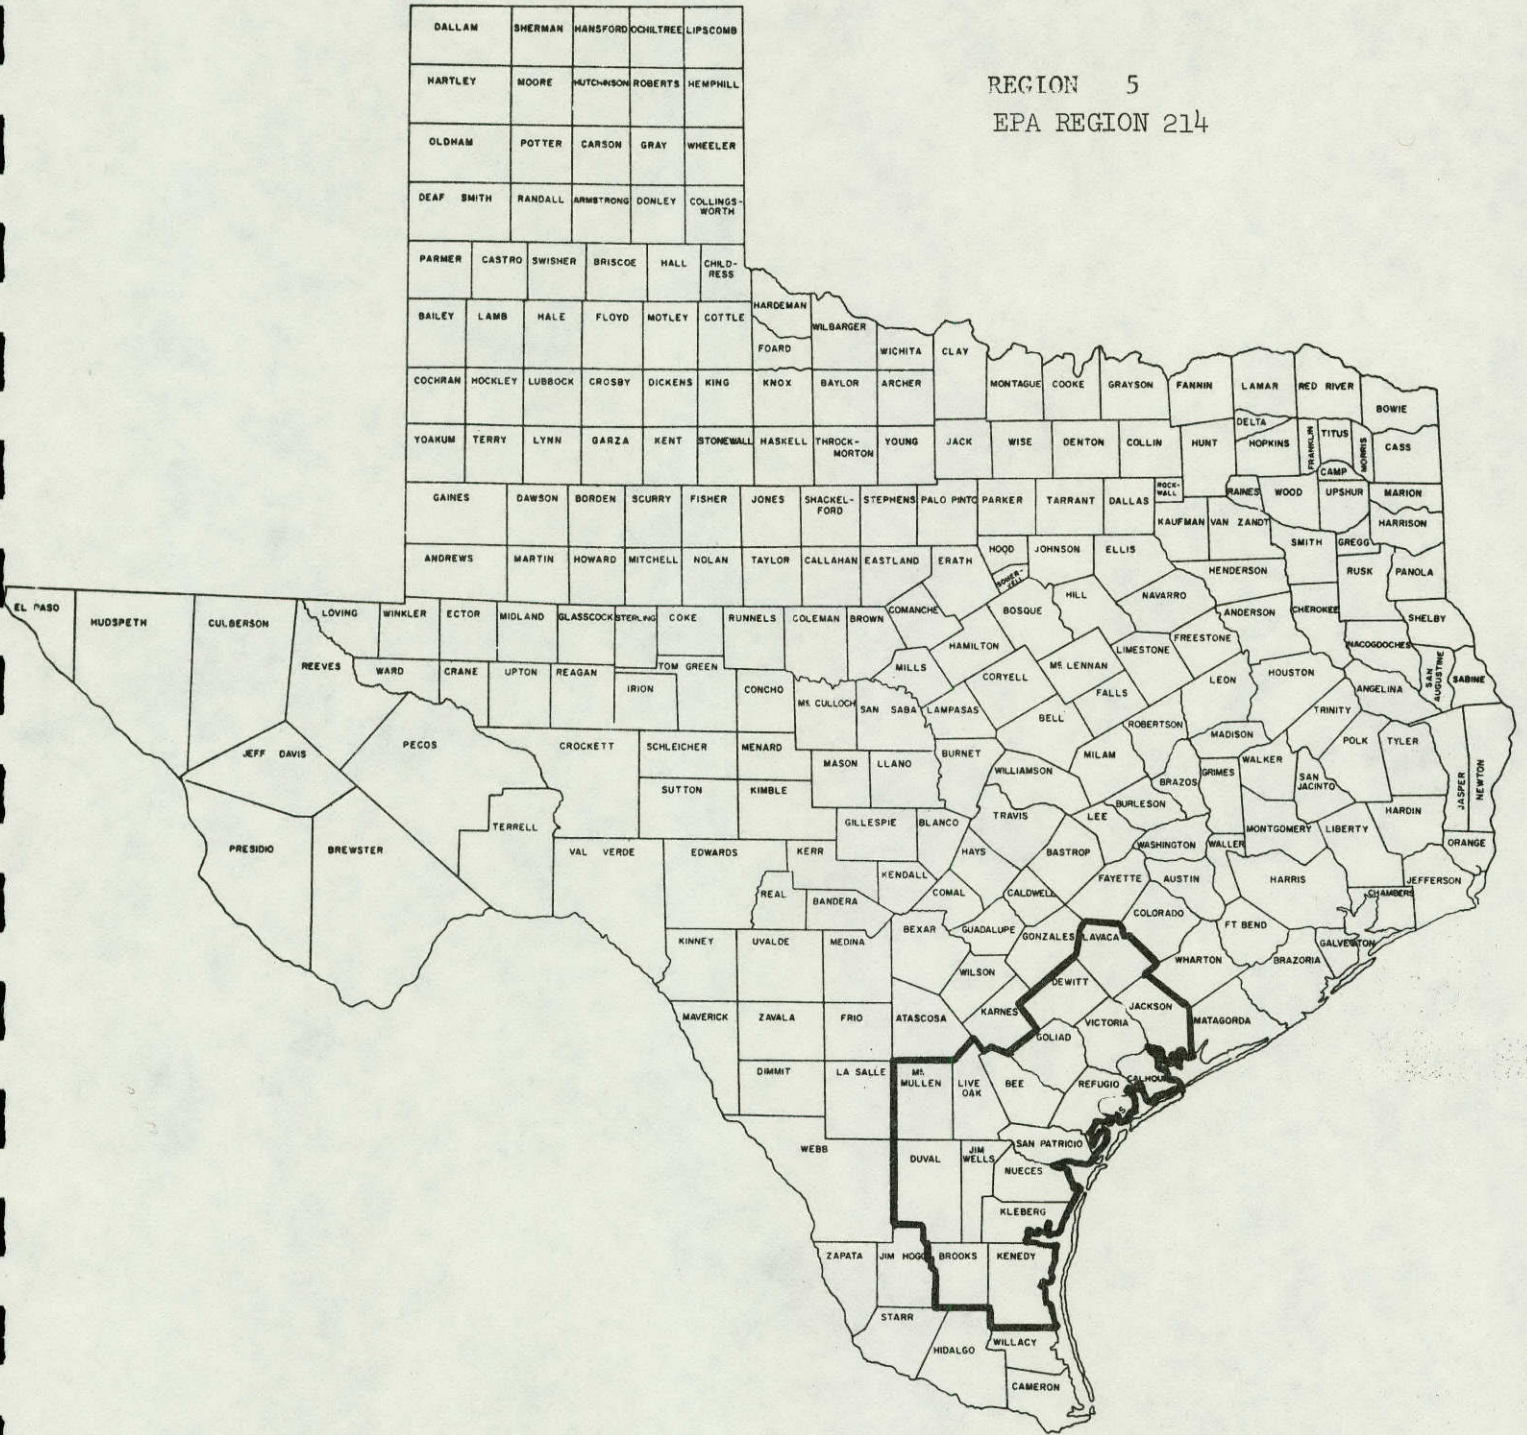 REGION 5
EPA REGION 214
DALLAM SHERMAN HANSFORD OCHILTREE LIPSCOMB
HARTLEY MOORE HUTCHINSON ROBERTS HEMPHILL
OLDHAM POTTER CARSON GRAY WHEELER
DEAF SMITH RANDALL ARMSTRONG DONLEY COLLINGS-
WORTH
PARMER CASTRO SWISHER BRISCOE HALL CHILD-
RESS
HARDEMAN
BAILEY LAMB HALE FLOYD MOTLEY COTTLE WILBARGER
FOARD WICHITA CLAY
COCHRAN HOCKLEY LUBBOCK CROSBY DICKENS KING KNOX BAYLOR ARCHER MONTAGUE COOKE GRAYSON FANNIN LAMAR RED RIVER
BOWIE
DELTA
YOAKUM TERRY LYNN GARZA KENT STONEWALL HASKELL THROCK-
MORTON YOUNG JACK WISE DENTON COLLIN HUNT HOPKINS FRANKLIN TITUS MORRIS CASS
CAMP
GAINES DAWSON BORDEN SCURRY FISHER JONES SHACKEL-
FORD STEPHENS PALO PINTO PARKER TARRANT DALLAS ROCK-
WALL RAINES WOOD UPSHUR MARION
KAUFMAN VAN ZANDT HARRISON
SMITH GREGG
ANDREWS MARTIN HOWARD MITCHELL NOLAN TAYLOR CALLAHAN EASTLAND ERATH HOOD JOHNSON ELLIS
HENDERSON RUSK PANOLA
SOMER-
VELL
HILL NAVARRO
EL PASO HUDSPETH CULBERSON LOVING WINKLER ECTOR MIDLAND GLASSCOCK STERLING COKE RUNNELS COLEMAN BROWN COMANCHE BOSQUE ANDERSON CHEROKEE SHELBY
HAMILTON LIMESTONE FREESTONE NACOGDOCHES
REEVES WARD CRANE UPTON REAGAN TOM GREEN MILLS MC LENNAN
IRION CONCHO CORYELL FALLS LEON HOUSTON ANGELINA SAN
AUGUSTINE SABINE
MC CULLOCH SAN SABA LAMPASAS BELL ROBERTSON TRINITY
MADISON
JEFF DAVIS PECOS CROCKETT SCHLEICHER MENARD BURNET MILAM WALKER POLK TYLER
MASON LLANO WILLIAMSON BRAZOS GRIMES SAN
JACINTO JASPER NEWTON
SUTTON KIMBLE BURLESON
TERRELL GILLESPIE BLANCO TRAVIS LEE MONTGOMERY LIBERTY HARDIN
PRESIDIO BREWSTER VAL VERDE EDWARDS KERR HAYS BASTROP WASHINGTON WALLER ORANGE
KENDALL FAYETTE AUSTIN HARRIS JEFFERSON
REAL BANDERA COMAL CALDWELL CHAMBERS
COLORADO
KINNEY UVALDE MEDINA BEXAR GUADALUPE GONZALES LAVACA FT BEND GALVESTON
WILSON DEWITT WHARTON BRAZORIA
MAVERICK ZAVALA FRIO ATASCOSA KARNES JACKSON
VICTORIA MATAGORDA
GOLIAD
DIMMIT LA SALLE MC
MULLEN LIVE
OAK BEE REFUGIO CALHOUN
WEBB DUVAL JIM
WELLS SAN PATRICIO
NUECES
KLEBERG
ZAPATA JIM HOGG BROOKS KENEDY
STARR
HIDALGO WILLACY
CAMERON